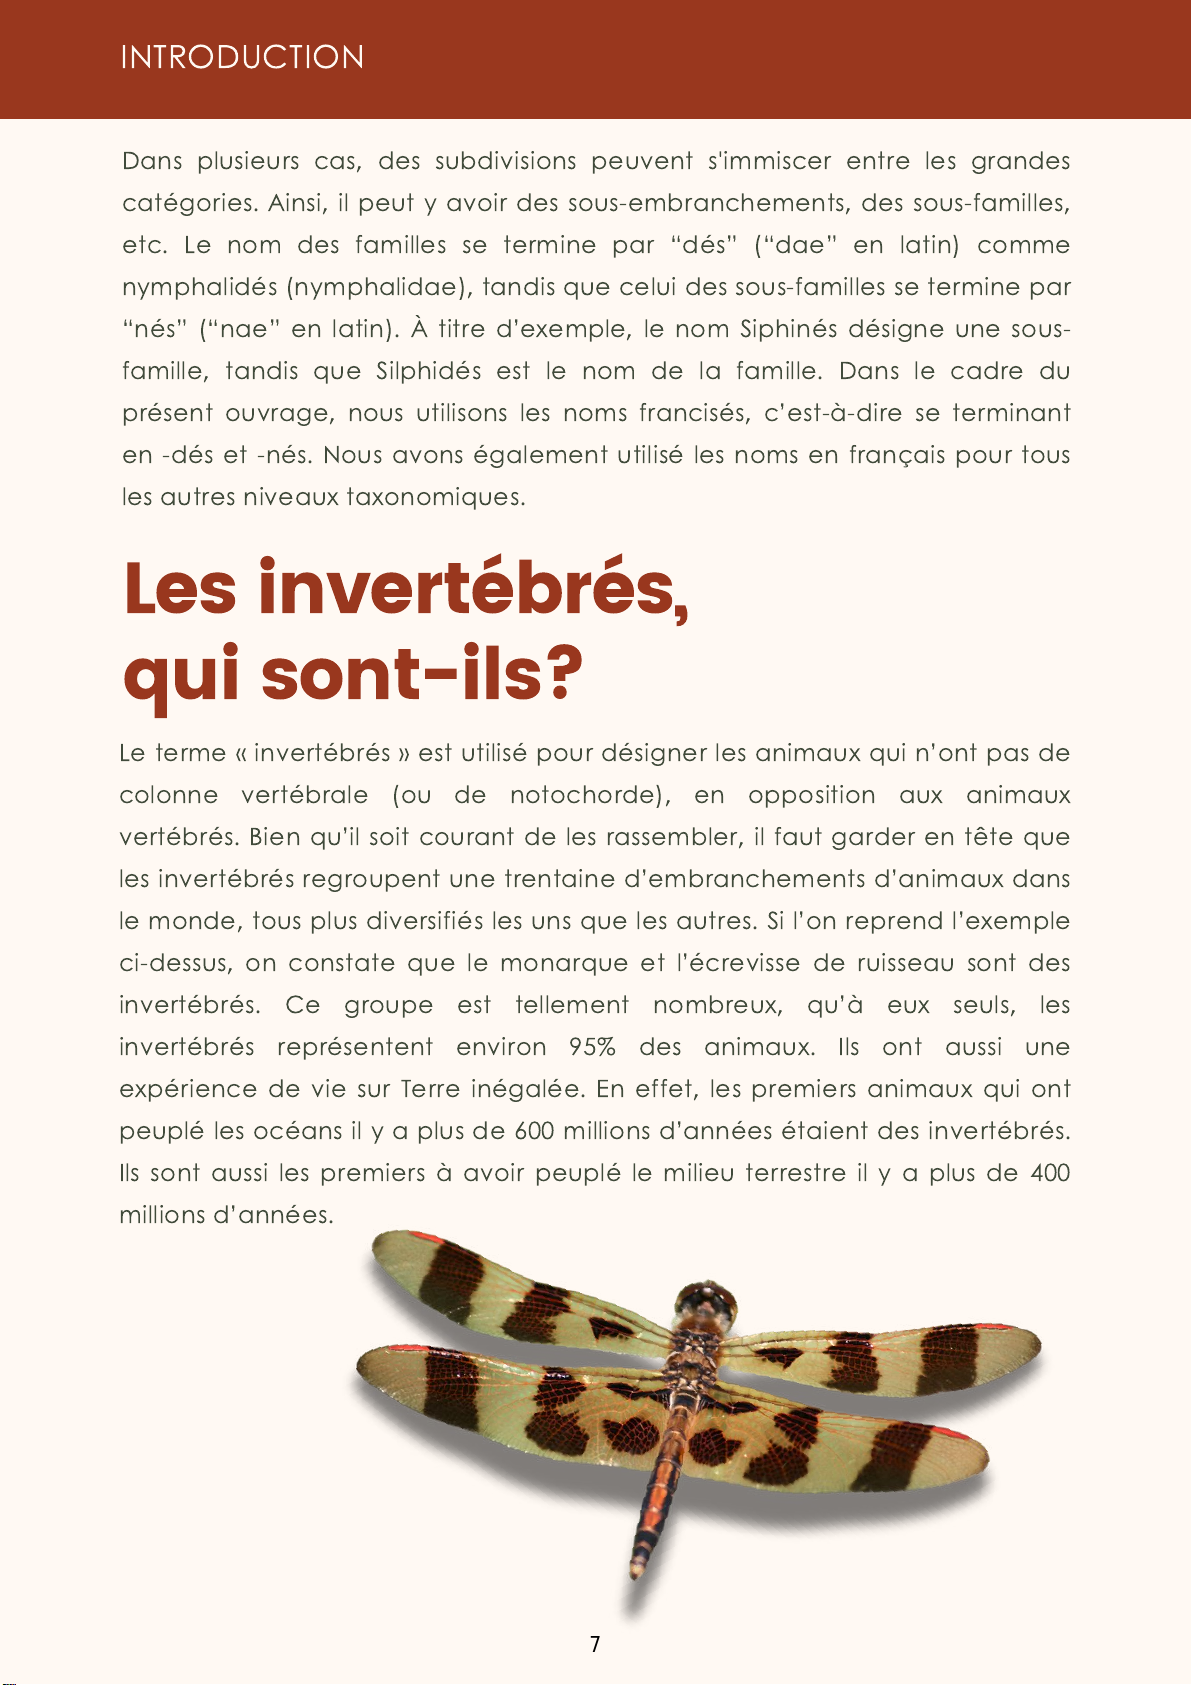 INTRODUCTION
Dans plusieurs cas, des subdivisions peuvent s'immiscer entre les grandes
catégories. Ainsi, il peut y avoir des sous-embranchements, des sous-familles,
etc. Le nom des familles se termine par “dés” (“dae” en latin) comme
nymphalidés (nymphalidae), tandis que celui des sous-familles se termine par
“nés” (“nae” en latin). À titre d’exemple, le nom Siphinés désigne une sous-
famille, tandis que Silphidés est le nom de la famille. Dans le cadre du
présent ouvrage, nous utilisons les noms francisés, c’est-à-dire se terminant
en -dés et -nés. Nous avons également utilisé les noms en français pour tous
les autres niveaux taxonomiques.
Les invertébrés,
qui sont-ils?
Le terme « invertébrés » est utilisé pour désigner les animaux qui n’ont pas de
colonne vertébrale (ou de notochorde), en opposition aux animaux
vertébrés. Bien qu’il soit courant de les rassembler, il faut garder en tête que
les invertébrés regroupent une trentaine d’embranchements d’animaux dans
le monde, tous plus diversifiés les uns que les autres. Si l’on reprend l’exemple
ci-dessus, on constate que le monarque et l’écrevisse de ruisseau sont des
invertébrés. Ce groupe est tellement nombreux, qu’à eux seuls, les
invertébrés représentent environ 95% des animaux. Ils ont aussi une
expérience de vie sur Terre inégalée. En effet, les premiers animaux qui ont
peuplé les océans il y a plus de 600 millions d’années étaient des invertébrés.
Ils sont aussi les premiers à avoir peuplé le milieu terrestre il y a plus de 400
millions d’années.
7